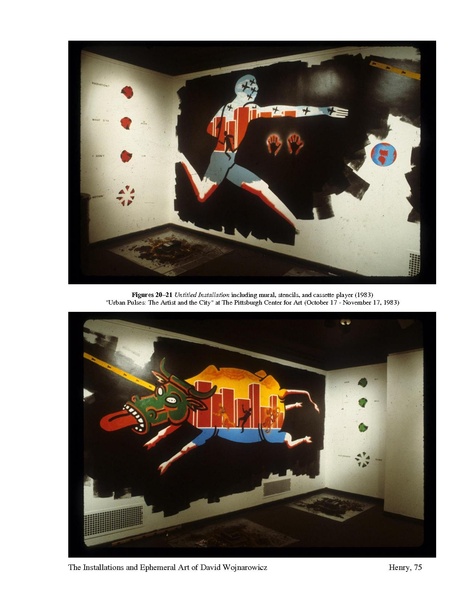 Figures 20–21 Untitled Installation including mural, stencils, and cassette player (1983)
"Urban Pulses: The Artist and the City" at The Pittsburgh Center for Art (October 17 - November 17, 1983)
The Installations and Ephemeral Art of David Wojnarowicz
Henry, 75